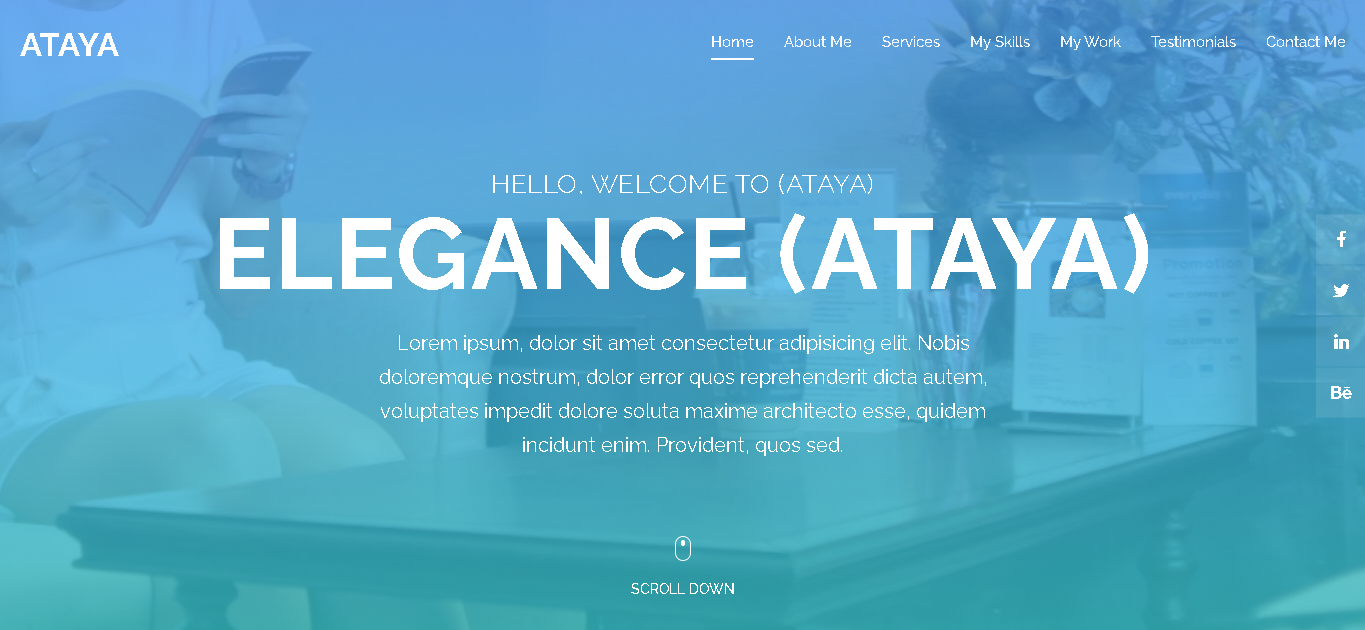 ATAYA
Home About Me Services My Skills My Work Testimonials Contact Me
HELLO, WELCOME TO (ATAYA)
ELEGANCE (ATAYA)
Promotion
Lorem ipsum, dolor sit amet consectetur adipisicing elit. Nobis
doloremque nostrum, dolor error quos reprehenderit dicta autem,
voluptates impedit dolore soluta maxime architecto esse, quidem
incidunt enim. Provident, quos sed.
Bē
SCROLL DOWN